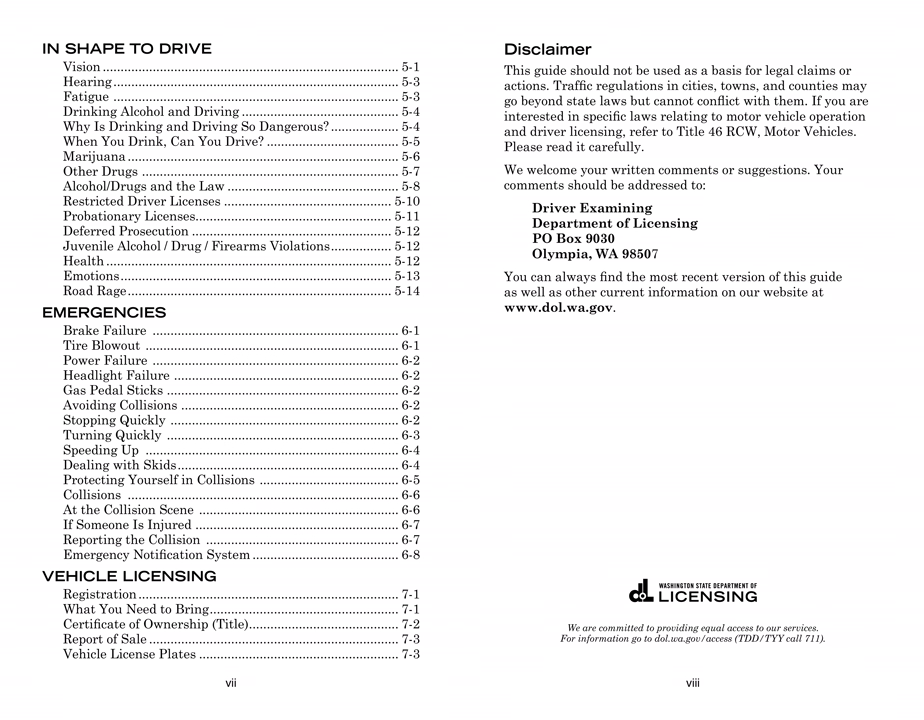 IN SHAPE TO DRIVE
Vision ................................................................................... 5-1
Hearing ................................................................................ 5-3
Fatigue ................................................................................ 5-3
Drinking Alcohol and Driving ............................................ 5-4
Why Is Drinking and Driving So Dangerous? ................... 5-4
When You Drink, Can You Drive? ..................................... 5-5
Marijuana ............................................................................ 5-6
Other Drugs ........................................................................ 5-7
Alcohol/Drugs and the Law ................................................ 5-8
Restricted Driver Licenses ............................................... 5-10
Probationary Licenses....................................................... 5-11
Deferred Prosecution ........................................................ 5-12
Juvenile Alcohol / Drug / Firearms Violations................. 5-12
Health ................................................................................ 5-12
Emotions............................................................................ 5-13
Road Rage.......................................................................... 5-14
EMERGENCIES
Brake Failure ..................................................................... 6-1
Tire Blowout ....................................................................... 6-1
Power Failure ..................................................................... 6-2
Headlight Failure ............................................................... 6-2
Gas Pedal Sticks ................................................................. 6-2
Avoiding Collisions ............................................................. 6-2
Stopping Quickly ................................................................ 6-2
Turning Quickly ................................................................. 6-3
Speeding Up ....................................................................... 6-4
Dealing with Skids.............................................................. 6-4
Protecting Yourself in Collisions ....................................... 6-5
Collisions ............................................................................ 6-6
At the Collision Scene ........................................................ 6-6
If Someone Is Injured ......................................................... 6-7
Reporting the Collision ...................................................... 6-7
Emergency Notification System ......................................... 6-8
VEHICLE LICENSING
Registration ......................................................................... 7-1
What You Need to Bring..................................................... 7-1
Certificate of Ownership (Title).......................................... 7-2
Report of Sale ...................................................................... 7-3
Vehicle License Plates ........................................................ 7-3
vii
Disclaimer
This guide should not be used as a basis for legal claims or
actions. Traffic regulations in cities, towns, and counties may
go beyond state laws but cannot conflict with them. If you are
interested in specific laws relating to motor vehicle operation
and driver licensing, refer to Title 46 RCW, Motor Vehicles.
Please read it carefully.
We welcome your written comments or suggestions. Your
comments should be addressed to:
Driver Examining
Department of Licensing
PO Box 9030
Olympia, WA 98507
You can always find the most recent version of this guide
as well as other current information on our website at
www.dol.wa.gov.
dol WASHINGTON STATE DEPARTMENT OF
LICENSING
We are committed to providing equal access to our services.
For information go to dol.wa.gov/access (TDD/TYY call 711).
viii